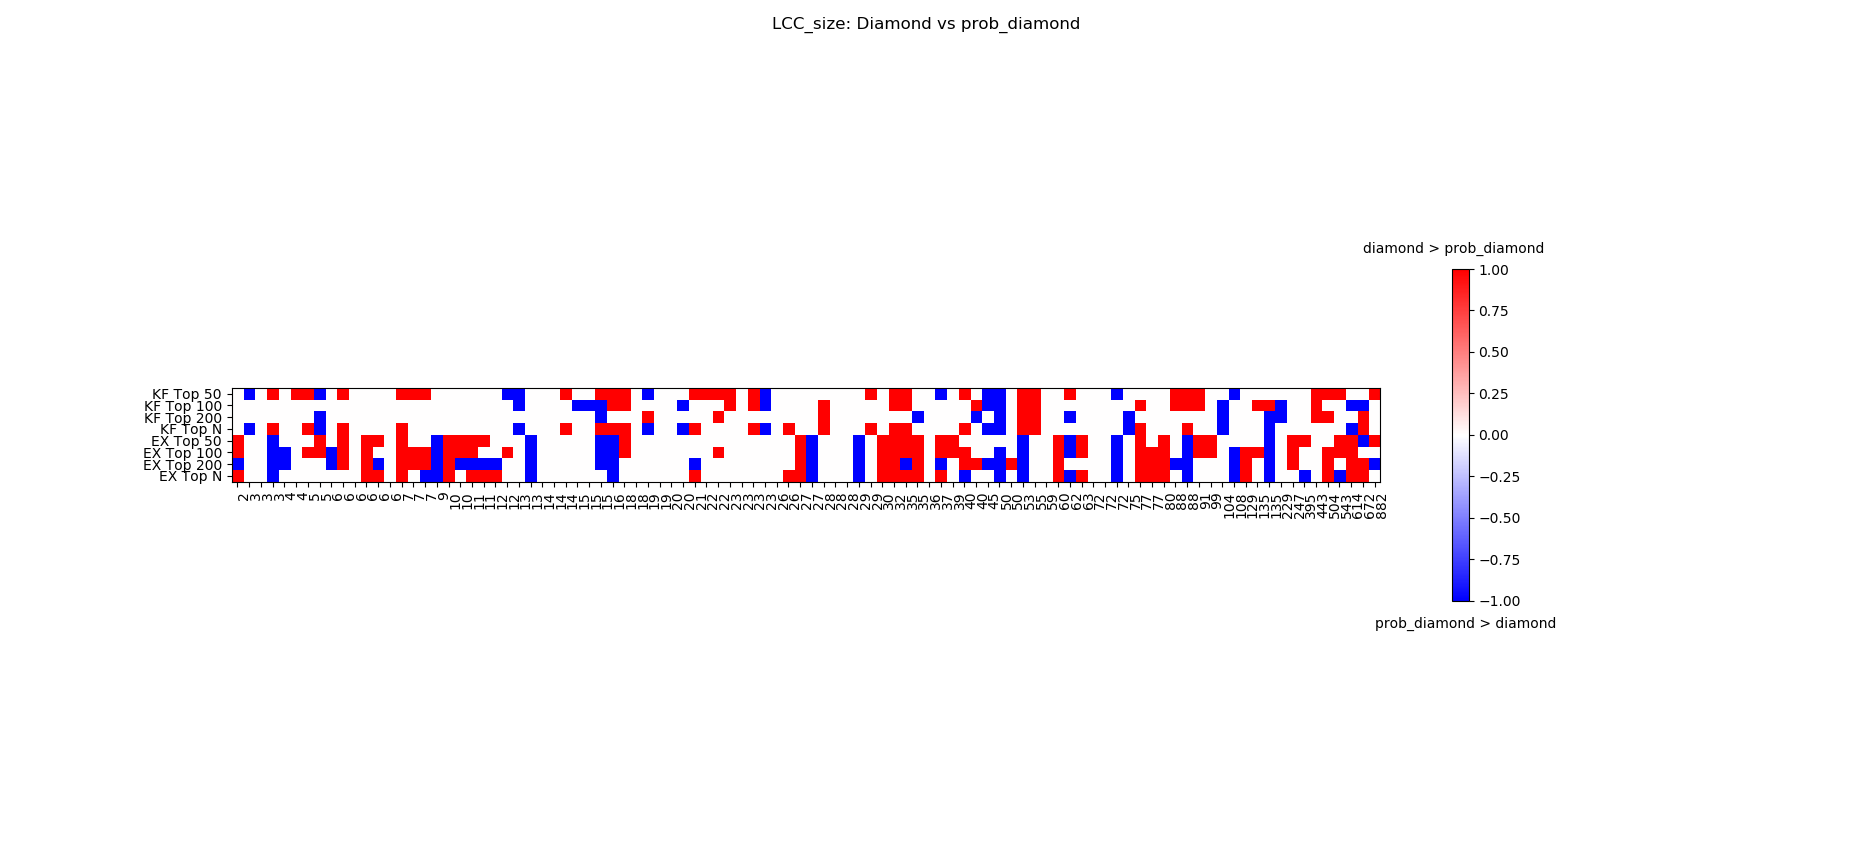 LCC_size: Diamond vs prob_diamond
diamond > prob_diamond
1.00
0.75
0.50
0.25
0.00
−0.25
−0.50
−0.75
−1.00
prob_diamond > diamond
KF Top 50
KF Top 100
KF Top 200
KF Top N
EX Top 50
EX Top 100
EX Top 200
EX Top N
2 3 3 3 4 4 5 5 6 6 6 6 6 6 7 7 7 9 10 10 11 11 12 12 13 13 14 14 14 15 15 15 16 18 18 19 19 20 20 21 22 22 23 23 23 23 26 26 27 27 28 28 28 29 29 30 32 35 35 36 37 39 40 40 45 50 50 53 55 59 60 62 63 72 72 72 75 77 77 80 88 88 91 99 104 108 129 135 135 229 247 395 443 504 543 614 672 882